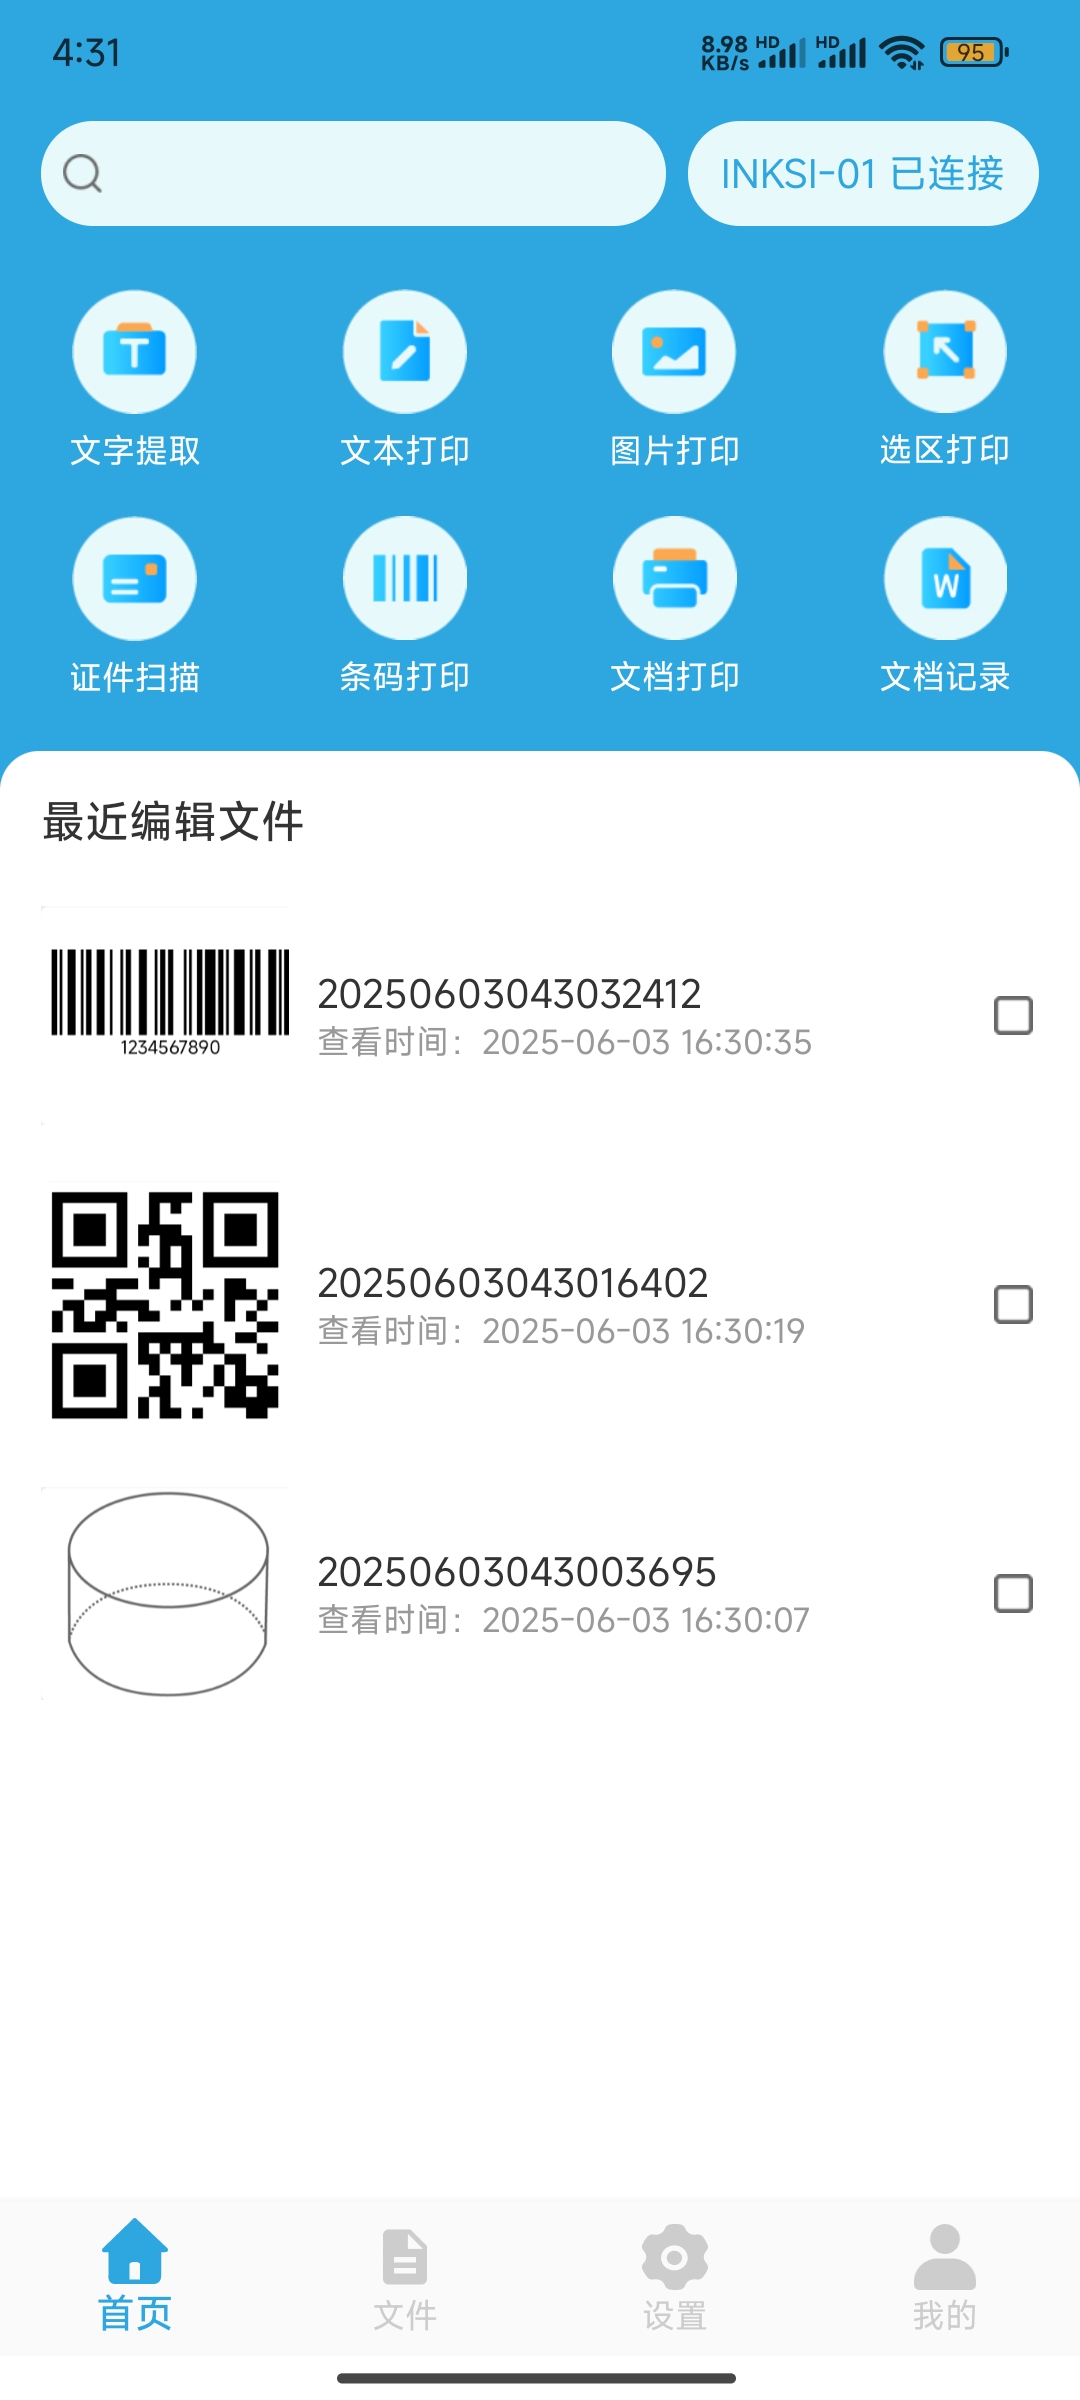 4:31
8.98 KB/s HD HD 95
INKSI-01 已连接
文字提取 文本打印 图片打印 选区打印
证件扫描 条码打印 文档打印 文档记录
最近编辑文件
1234567890
20250603043032412
查看时间：2025-06-03 16:30:35
20250603043016402
查看时间：2025-06-03 16:30:19
20250603043003695
查看时间：2025-06-03 16:30:07
首页 文件 设置 我的